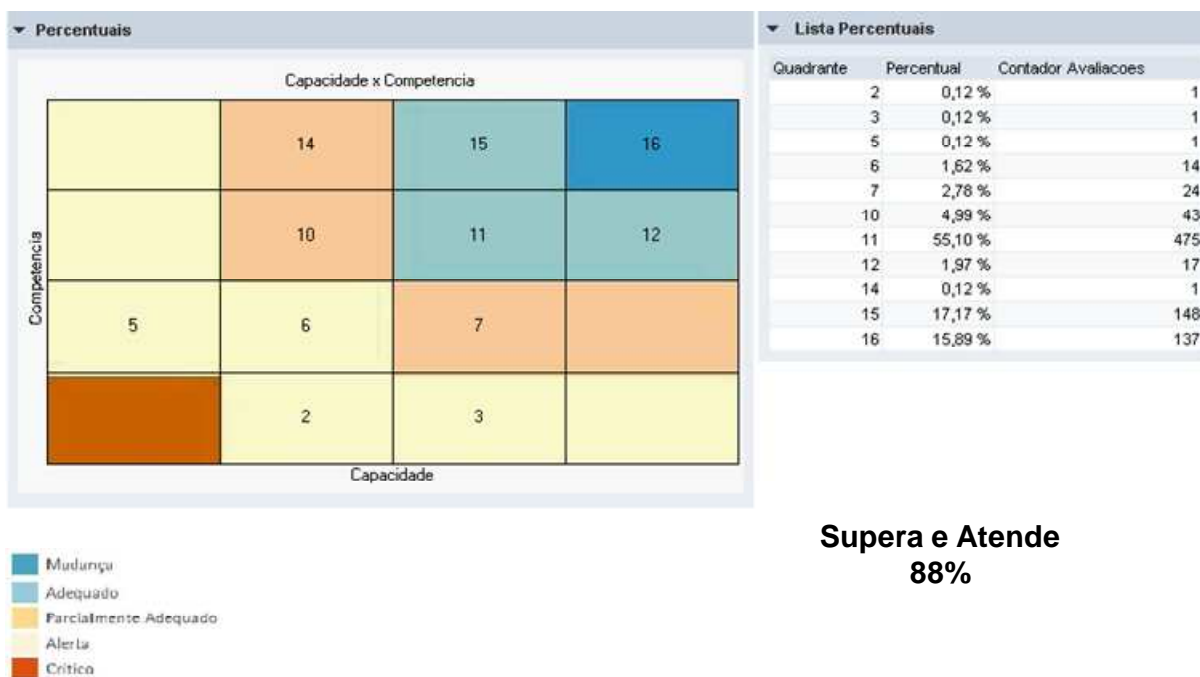 Percentuais
Capacidade x Competencia
14 15 16
10 11 12
5 6 7
2 3
Competencia
Capacidade
Lista Percentuais
Quadrante Percentual Contador Avaliacoes
2 0,12 % 1
3 0,12 % 1
5 0,12 % 1
6 1,62 % 14
7 2,78 % 24
10 4,99 % 43
11 55,10 % 475
12 1,97 % 17
14 0,12 % 1
15 17,17 % 148
16 15,89 % 137
Supera e Atende
88%
Mudança
Adequado
Parcialmente Adequado
Alerta
Crítico